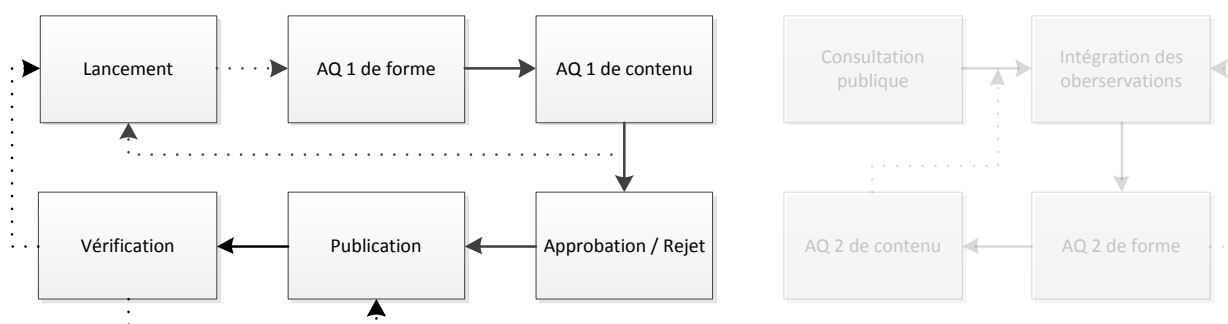 Lancement
AQ 1 de forme
AQ 1 de contenu
Consultation
publique
Intégration des
oberservations
Vérification
Publication
Approbation / Rejet
AQ 2 de contenu
AQ 2 de forme